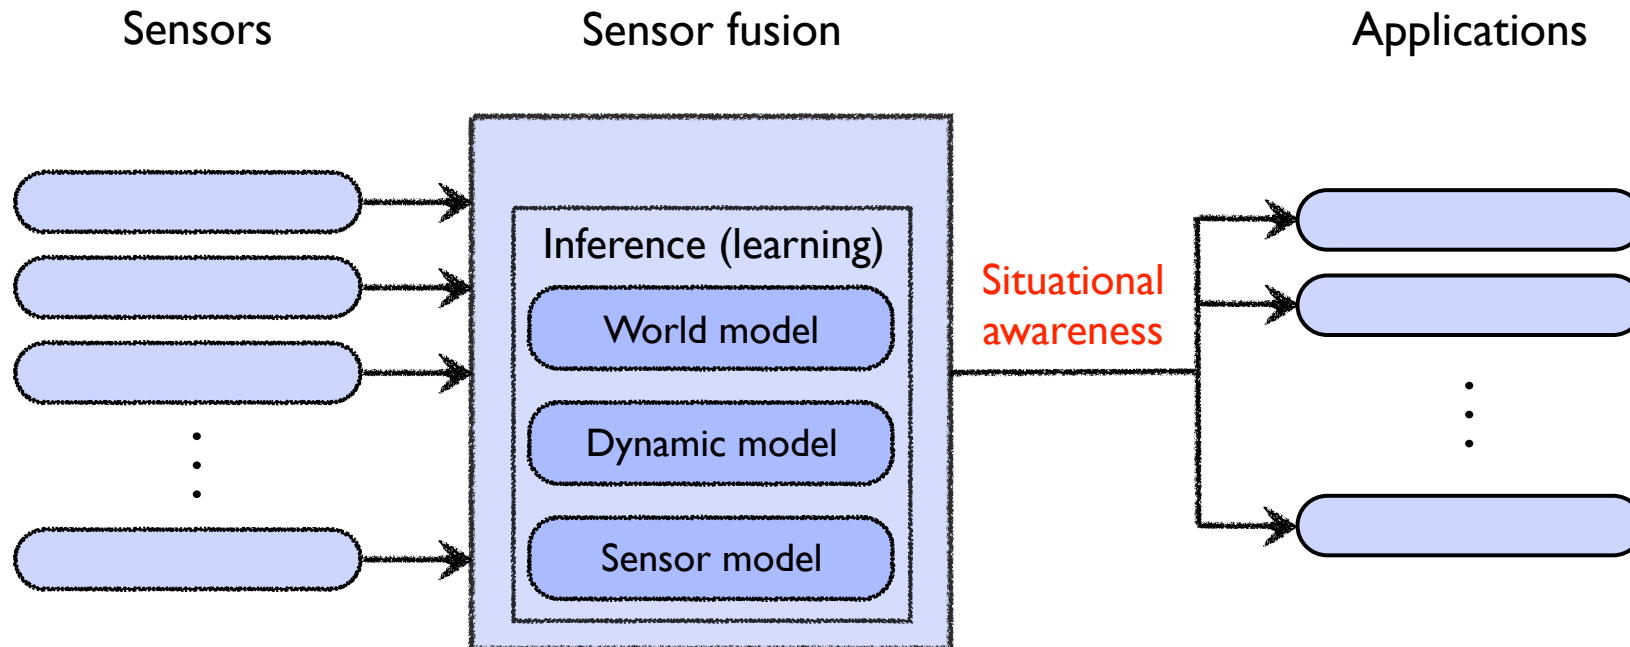 Sensors
Sensor fusion
Applications
Inference (learning)
World model
Dynamic model
Sensor model
Situational
awareness